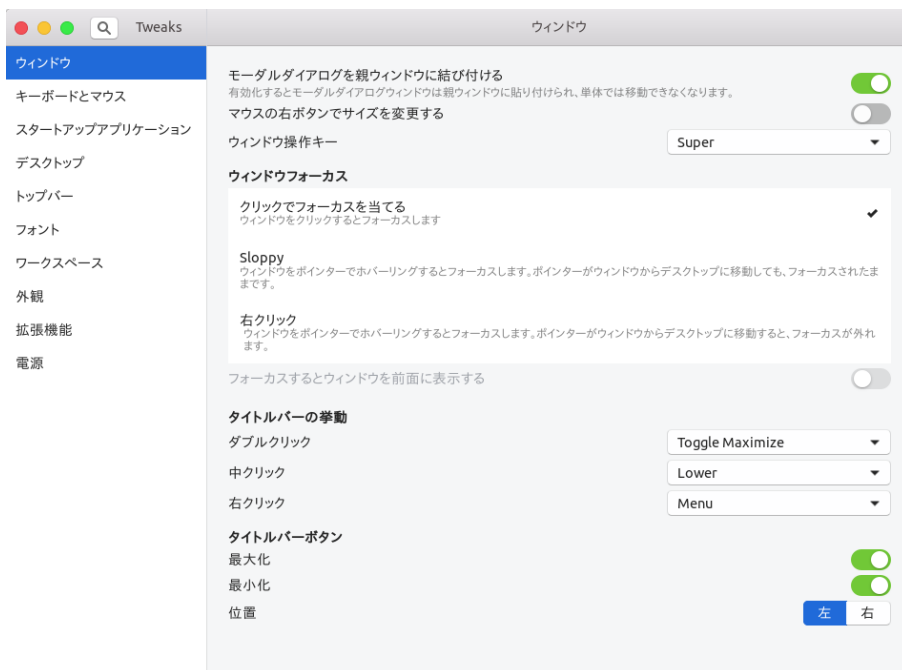 Tweaks
ウィンドウ
ウィンドウ
キーボードとマウス
スタートアップアプリケーション
デスクトップ
トップバー
フォント
ワークスペース
外観
拡張機能
電源
モーダルダイアログを親ウィンドウに結び付ける
有効化するとモーダルダイアログウィンドウは親ウィンドウに貼り付けられ、単体では移動できなくなります。
マウスの右ボタンでサイズを変更する
ウィンドウ操作キー Super
ウィンドウフォーカス
クリックでフォーカスを当てる
ウィンドウをクリックするとフォーカスします
Sloppy
ウィンドウをポインターでホバーリングするとフォーカスします。ポインターがウィンドウからデスクトップに移動しても、フォーカスされたま
まです。
右クリック
ウィンドウをポインターでホバーリングするとフォーカスします。ポインターがウィンドウからデスクトップに移動すると、フォーカスが外れ
ます。
フォーカスするとウィンドウを前面に表示する
タイトルバーの挙動
ダブルクリック Toggle Maximize
中クリック Lower
右クリック Menu
タイトルバーボタン
最大化
最小化
位置 左 右